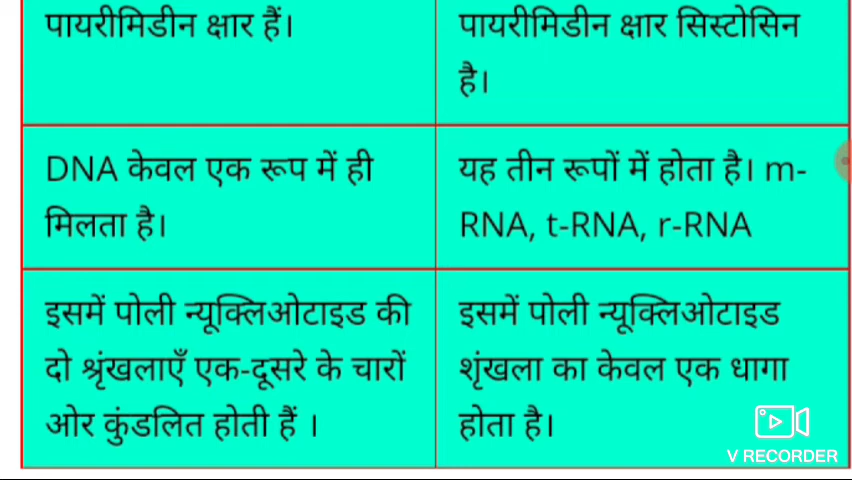 पायरीमिडीन क्षार हैं।
पायरीमिडीन क्षार सिस्टोसिन
है।
DNA केवल एक रूप में ही
मिलता है।
यह तीन रूपों में होता है। m-
RNA, t-RNA, r-RNA
इसमें पोली न्यूक्लिओटाइड की
दो श्रृंखलाएँ एक-दूसरे के चारों
ओर कुंडलित होती हैं ।
इसमें पोली न्यूक्लिओटाइड
शृंखला का केवल एक धागा
होता है।
V RECORDER